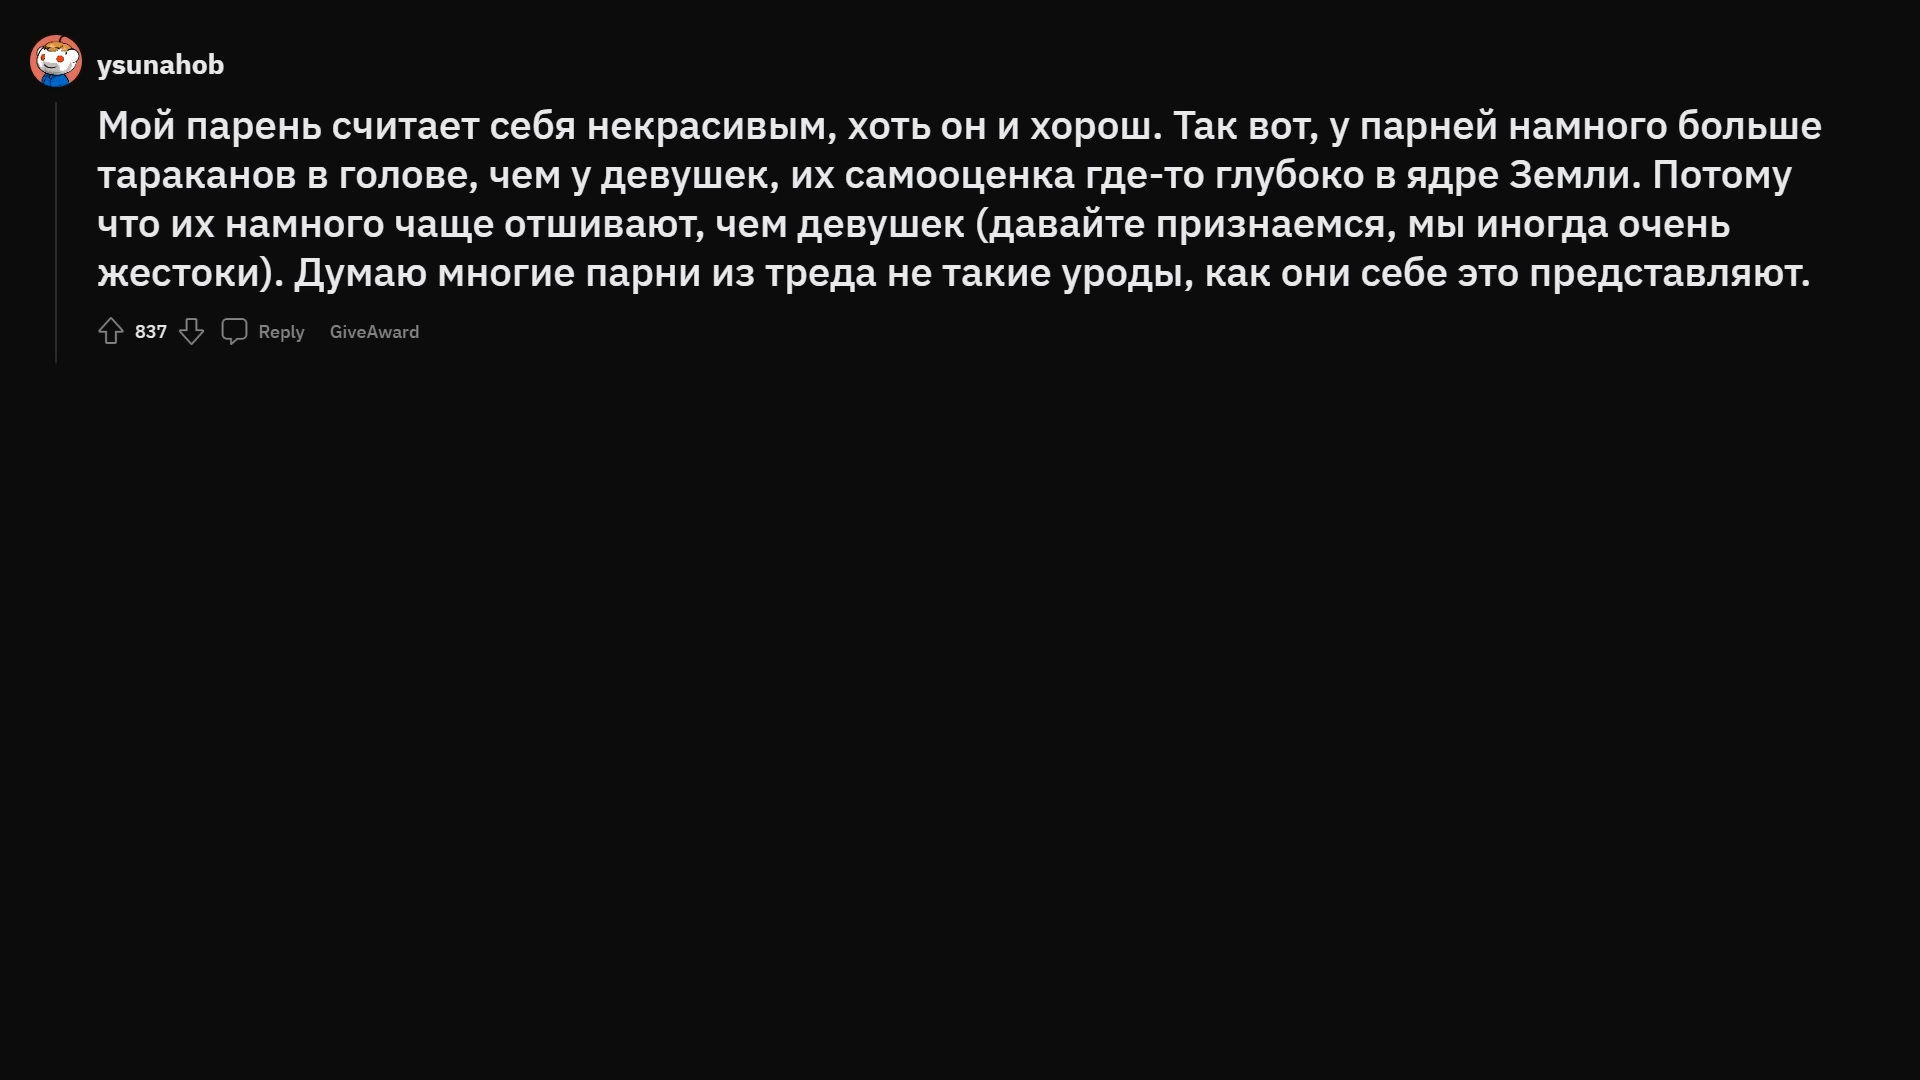 ysunahob
Мой парень считает себя некрасивым, хоть он и хорош. Так вот, у парней намного больше
тараканов в голове, чем у девушек, их самооценка где-то глубоко в ядре Земли. Потому
что их намного чаще отшивают, чем девушек (давайте признаемся, мы иногда очень
жестоки). Думаю многие парни из треда не такие уроды, как они себе это представляют.
837 Reply GiveAward